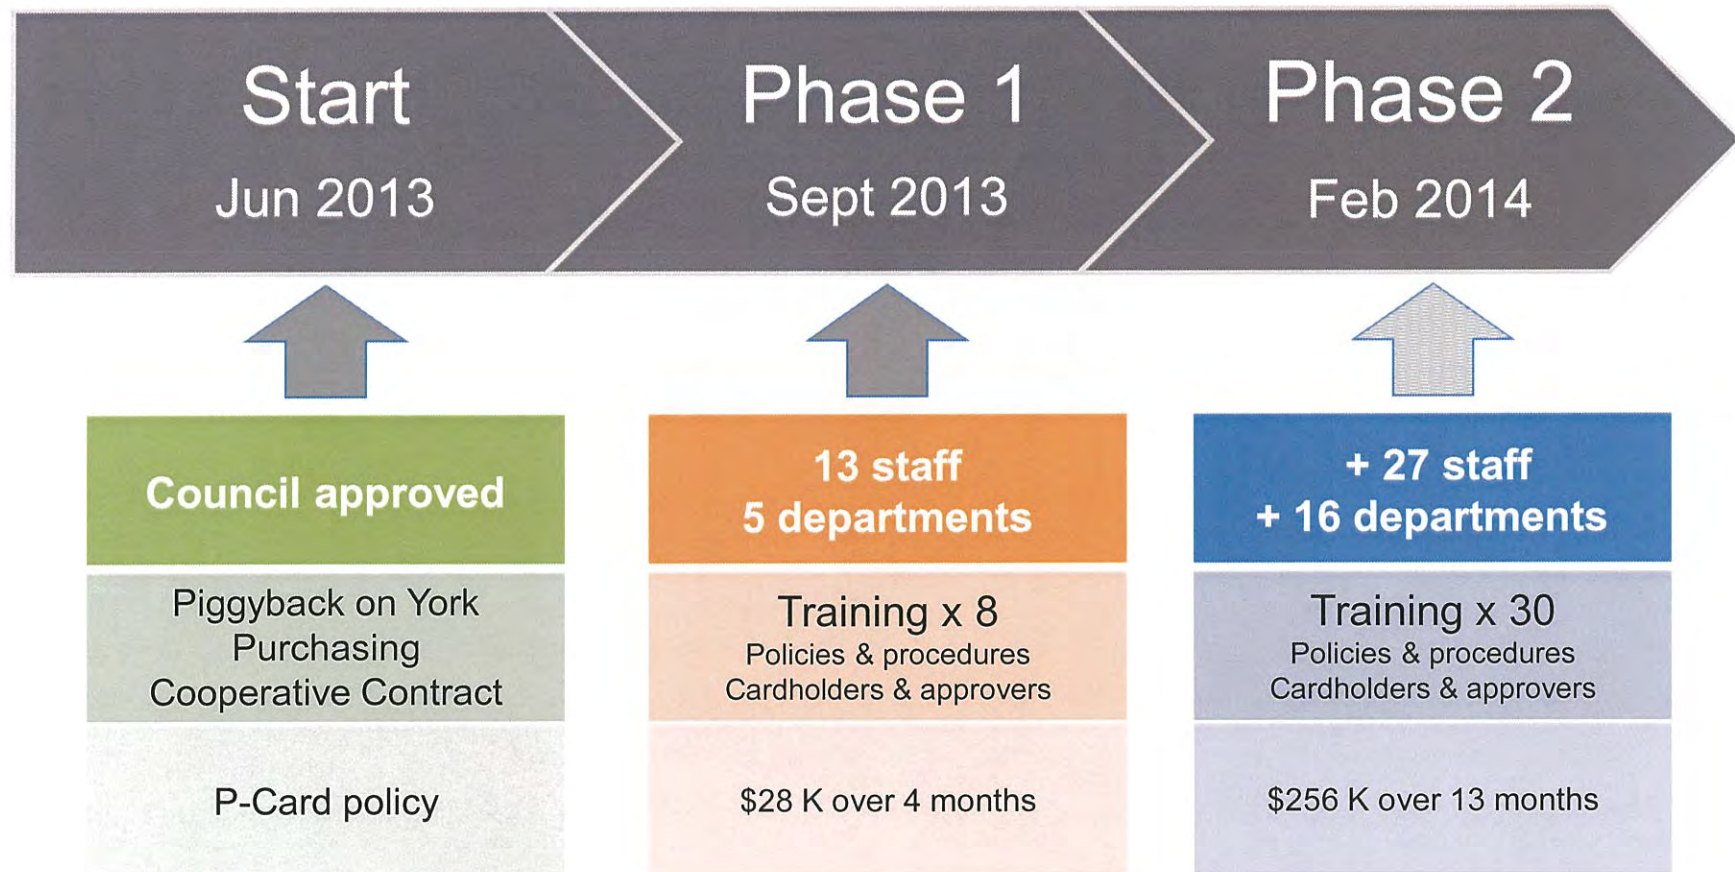 Start
Jun 2013
Phase 1
Sept 2013
Phase 2
Feb 2014
Council approved
Piggyback on York
Purchasing
Cooperative Contract
P-Card policy
13 staff
5 departments
Training x 8
Policies & procedures
Cardholders & approvers
$28 K over 4 months
+ 27 staff
+ 16 departments
Training x 30
Policies & procedures
Cardholders & approvers
$256 K over 13 months